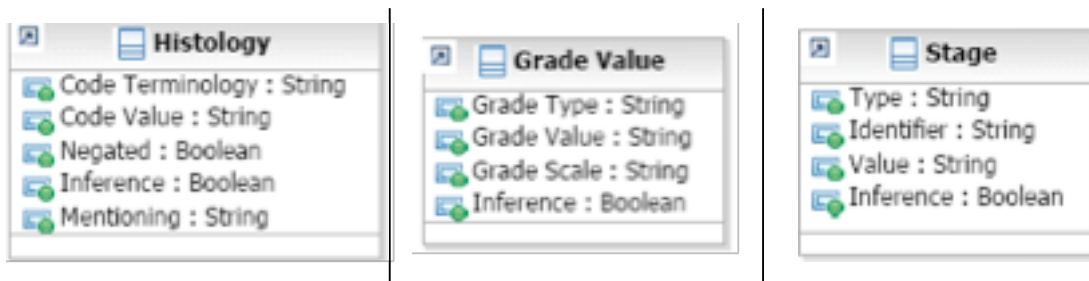 Histology
Code Terminology : String
Code Value : String
Negated : Boolean
Inference : Boolean
Mentioning : String
Grade Value
Grade Type : String
Grade Value : String
Grade Scale : String
Inference : Boolean
Stage
Type : String
Identifier : String
Value : String
Inference : Boolean